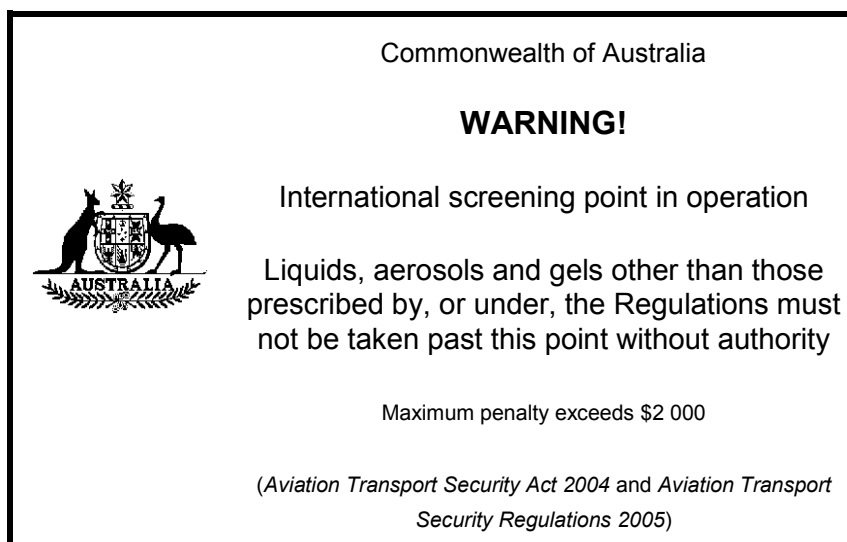 Commonwealth of Australia
WARNING!
International screening point in operation
AUSTRALIA
Liquids, aerosols and gels other than those
prescribed by, or under, the Regulations must
not be taken past this point without authority
Maximum penalty exceeds $2 000
(Aviation Transport Security Act 2004 and Aviation Transport
Security Regulations 2005)